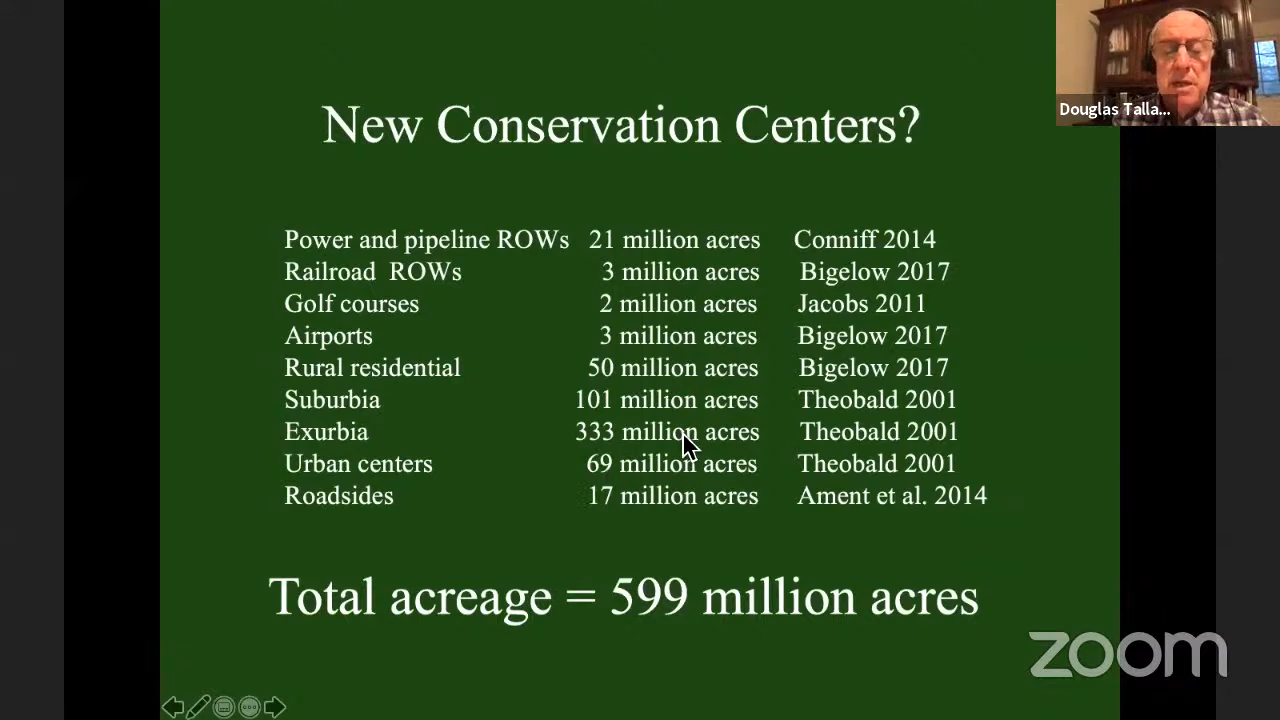 Douglas Talla...
New Conservation Centers?
Power and pipeline ROWs 21 million acres Conniff 2014
Railroad ROWs 3 million acres Bigelow 2017
Golf courses 2 million acres Jacobs 2011
Airports 3 million acres Bigelow 2017
Rural residential 50 million acres Bigelow 2017
Suburbia 101 million acres Theobald 2001
Exurbia 333 million acres Theobald 2001
Urban centers 69 million acres Theobald 2001
Roadsides 17 million acres Ament et al. 2014
Total acreage = 599 million acres
zoom